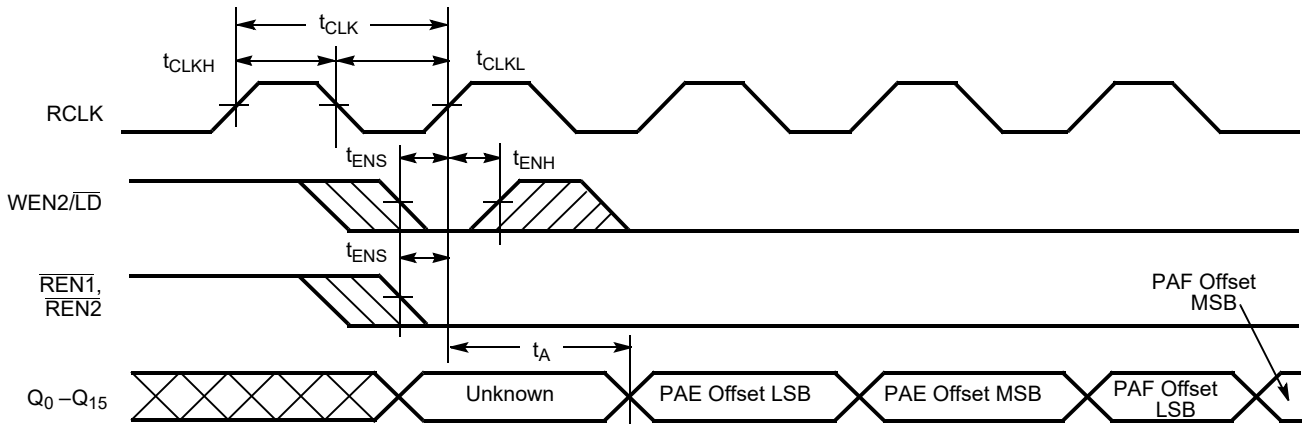 tCLK
tCLKH
tCLKL
RCLK
tENS
tENH
WEN2/LD
tENS
REN1,
REN2
PAF Offset
MSB
tA
Q0 –Q15
Unknown
PAE Offset LSB
PAE Offset MSB
PAF Offset
LSB